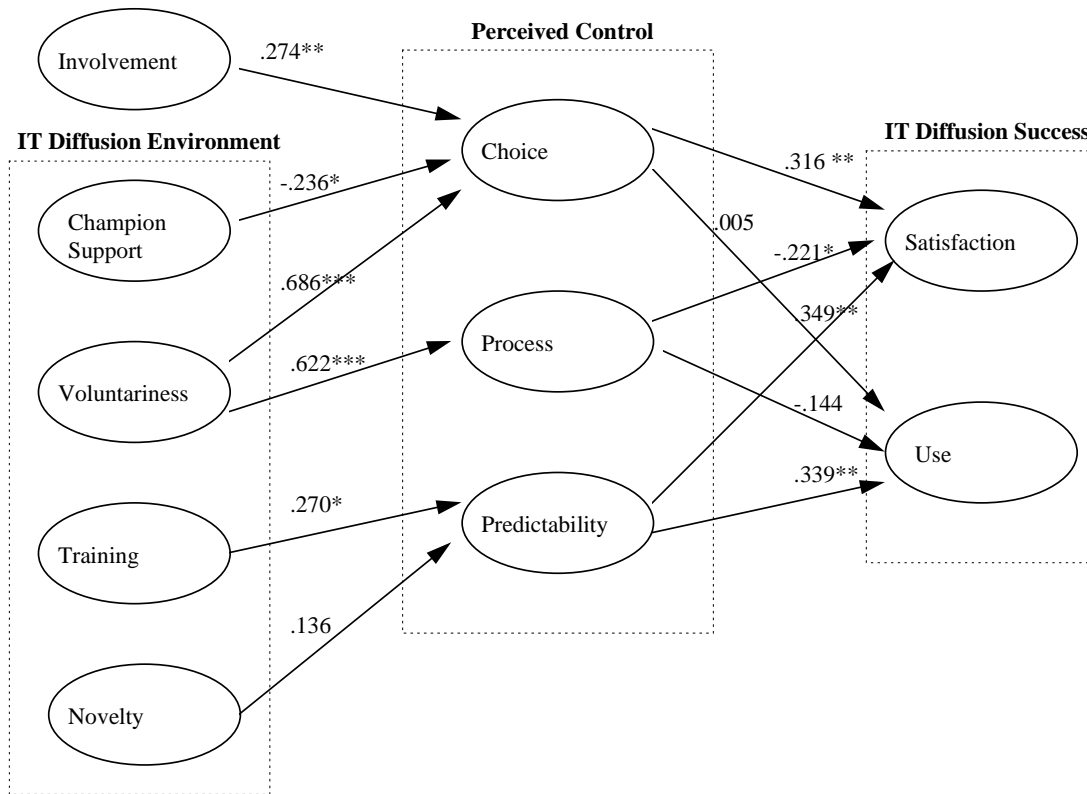 Perceived Control
Involvement
.274**
IT Diffusion Environment
IT Diffusion Success
Choice
.316 **
-.236*
Champion
Support
.005
Satisfaction
-.221*
.686***
.349**
Process
.622***
Voluntariness
-.144
Use
.339**
.270*
Predictability
Training
.136
Novelty